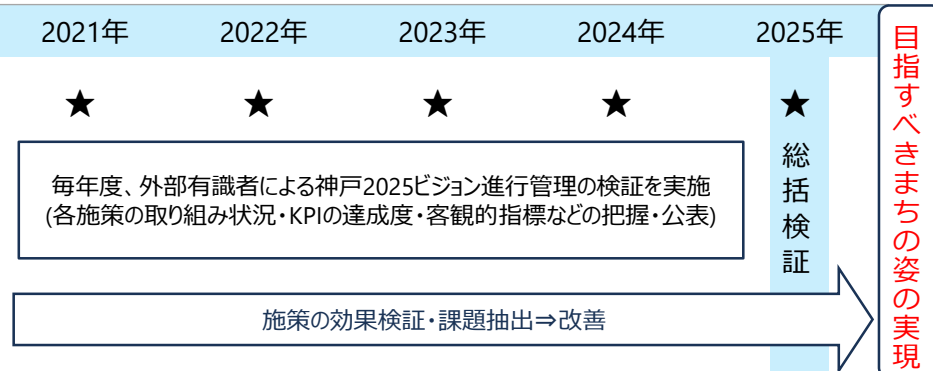 2021年 2022年 2023年 2024年 2025年
★ ★ ★ ★ ★
毎年度、外部有識者による神戸2025ビジョン進行管理の検証を実施
(各施策の取り組み状況・KPIの達成度・客観的指標などの把握・公表)
総括検証
施策の効果検証・課題抽出⇒改善
目指すべきまちの姿の実現